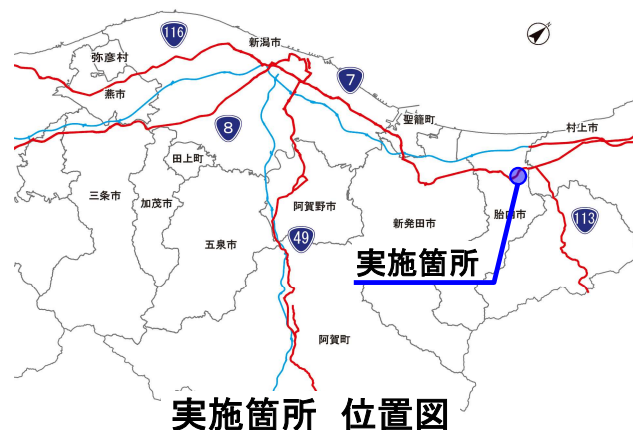 116
新潟市
弥彦村
7
燕市
聖籠町
8
村上市
田上町
三条市
加茂市
阿賀野市
胎内市
新発田市
113
五泉市
49
実施箇所
阿賀町
実施箇所 位置図